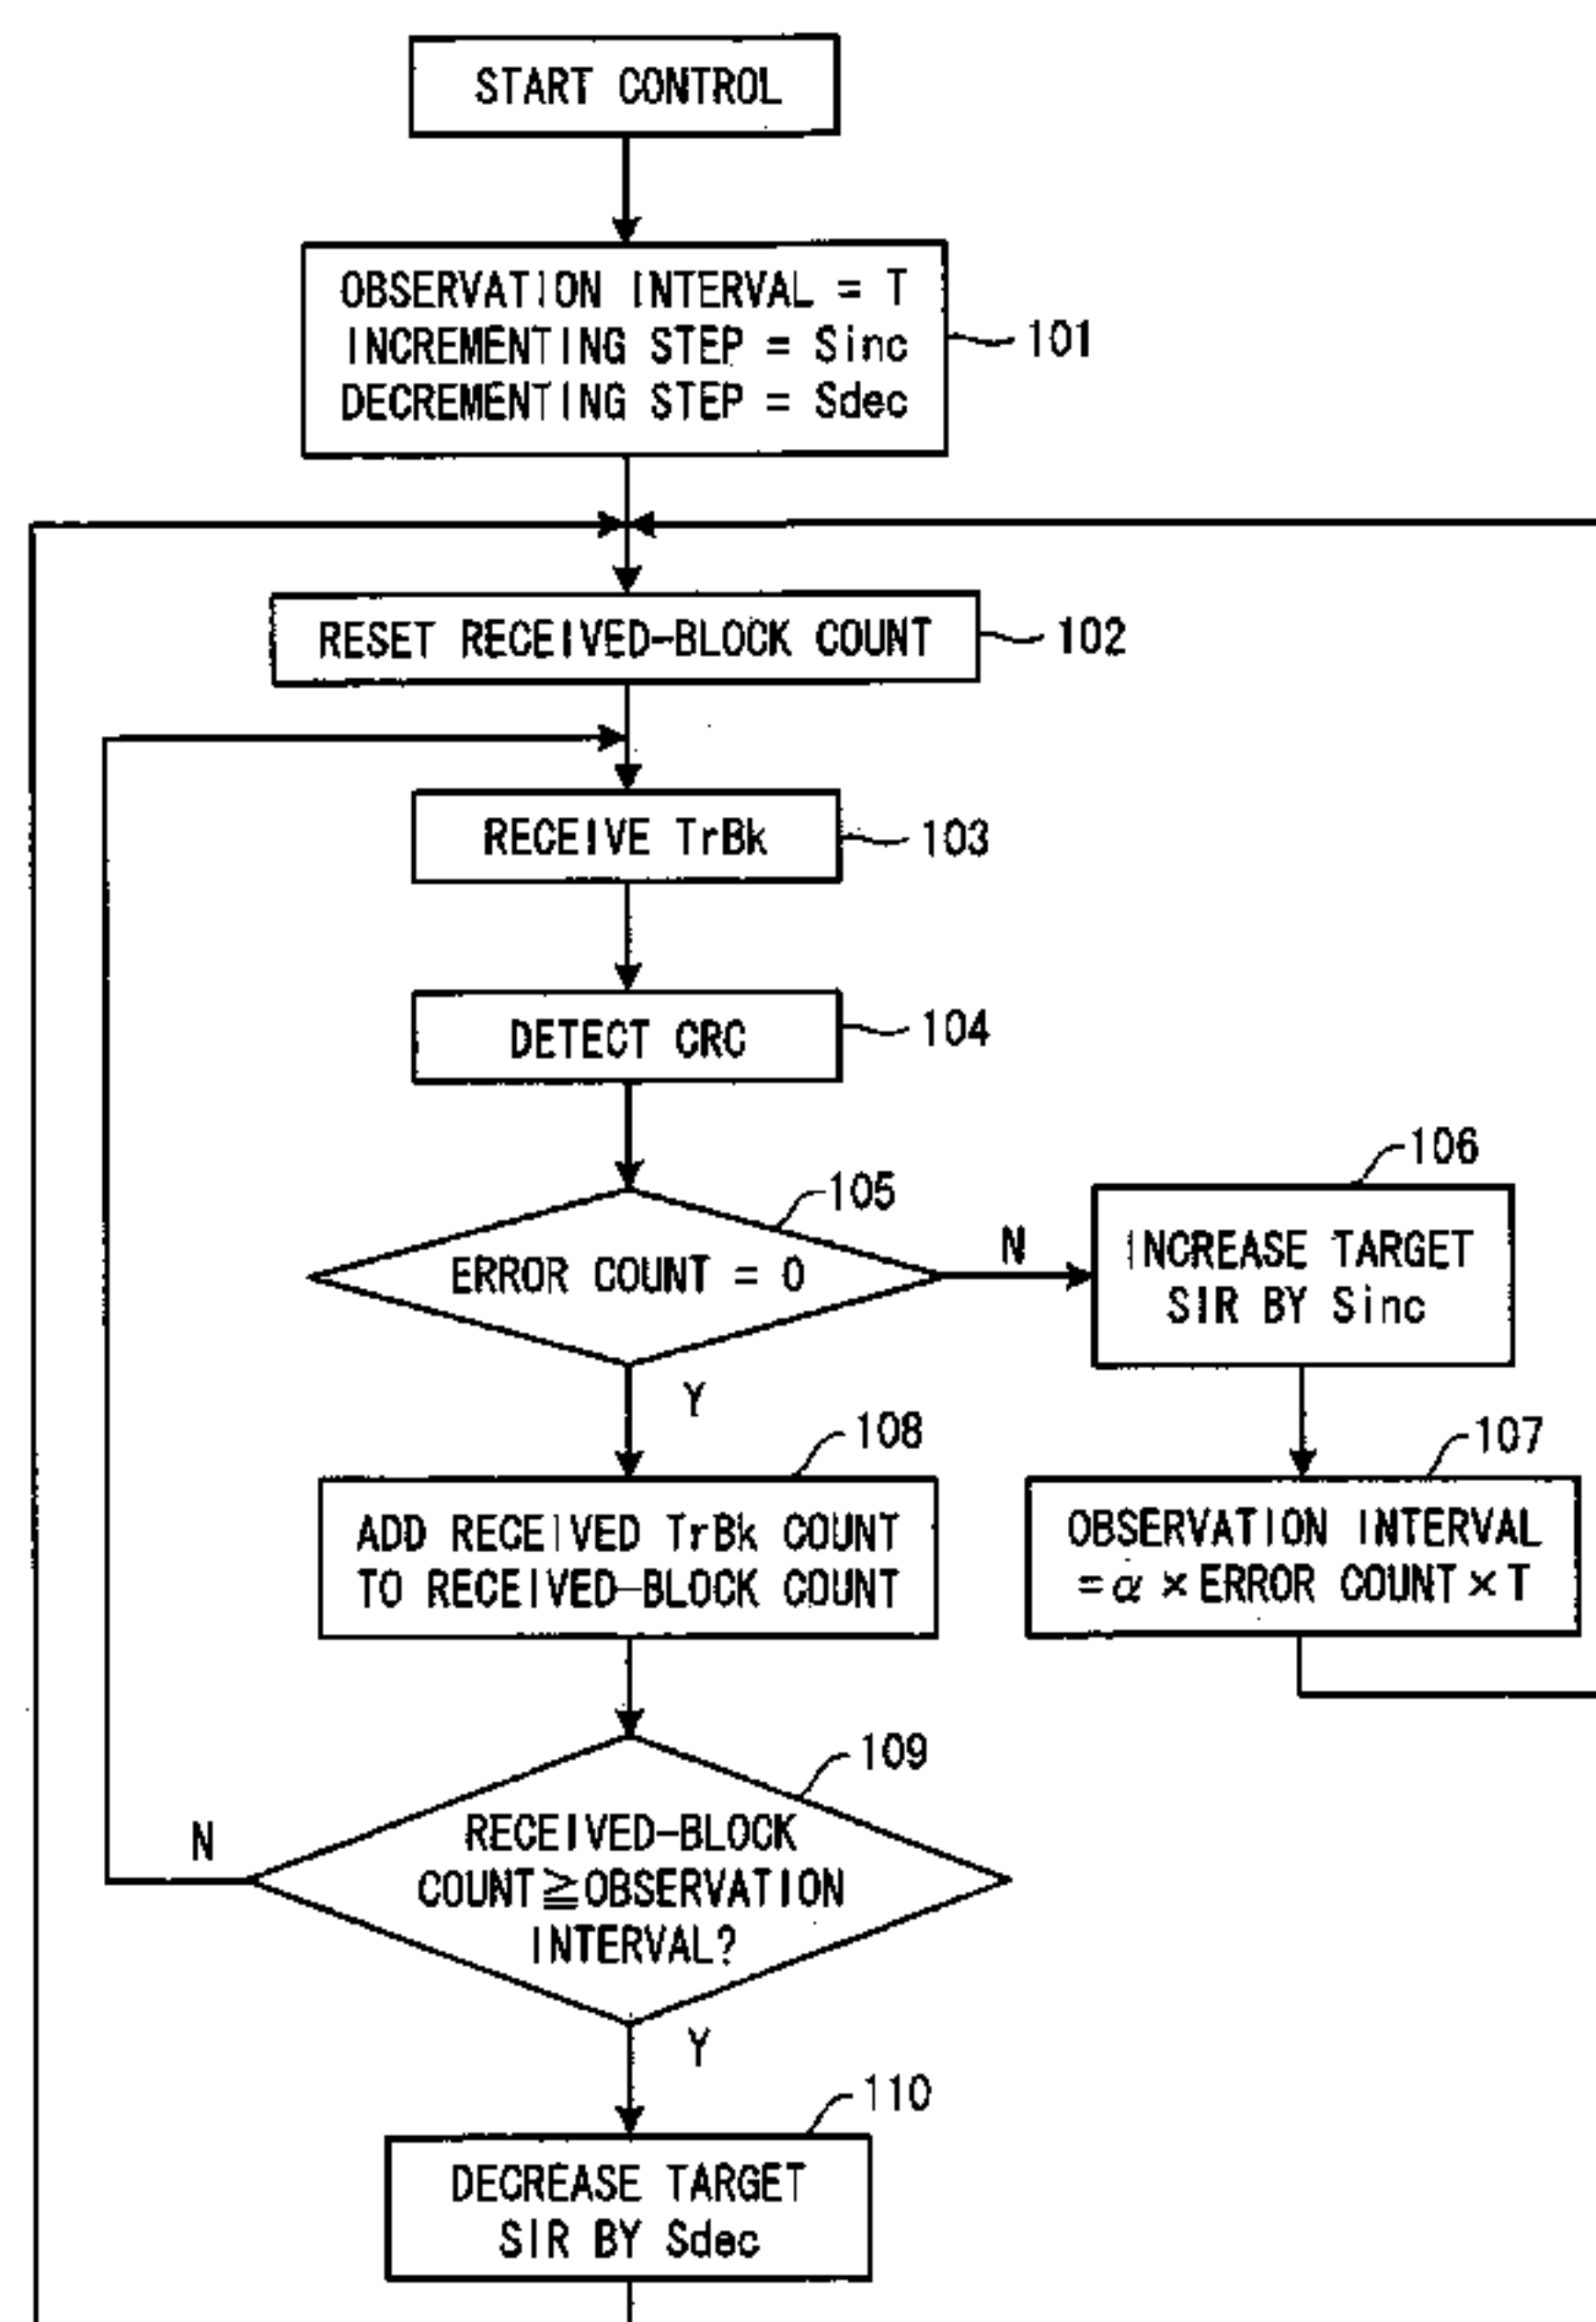 START CONTROL
OBSERVATION INTERVAL = T
INCREMENTING STEP = Sinc
DECREMENTING STEP = Sdec
101
RESET RECEIVED-BLOCK COUNT
102
RECEIVE TrBk
103
DETECT CRC
104
105
ERROR COUNT = 0
N
Y
106
INCREASE TARGET
SIR BY Sinc
107
OBSERVATION INTERVAL
=α×ERROR COUNT×T
108
ADD RECEIVED TrBk COUNT
TO RECEIVED-BLOCK COUNT
109
RECEIVED-BLOCK
COUNT≧OBSERVATION
INTERVAL?
N
Y
110
DECREASE TARGET
SIR BY Sdec